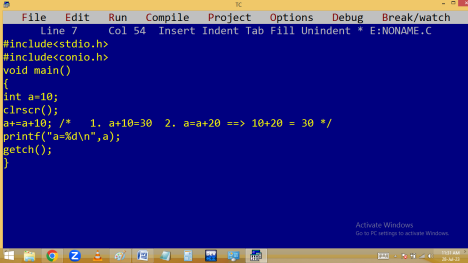 TC
File Edit Run Compile Project Options Debug Break/watch
Line 7 Col 54 Insert Indent Tab Fill Unindent * E:NONAME.C
#include<stdio.h>
#include<conio.h>
void main()
{
int a=10;
clrscr();
a+=a+10; /* 1. a+10=30 2. a=a+20 ==> 10+20 = 30 */
printf("a=%d\n",a);
getch();
}
Activate Windows
Go to PC settings to activate Windows.